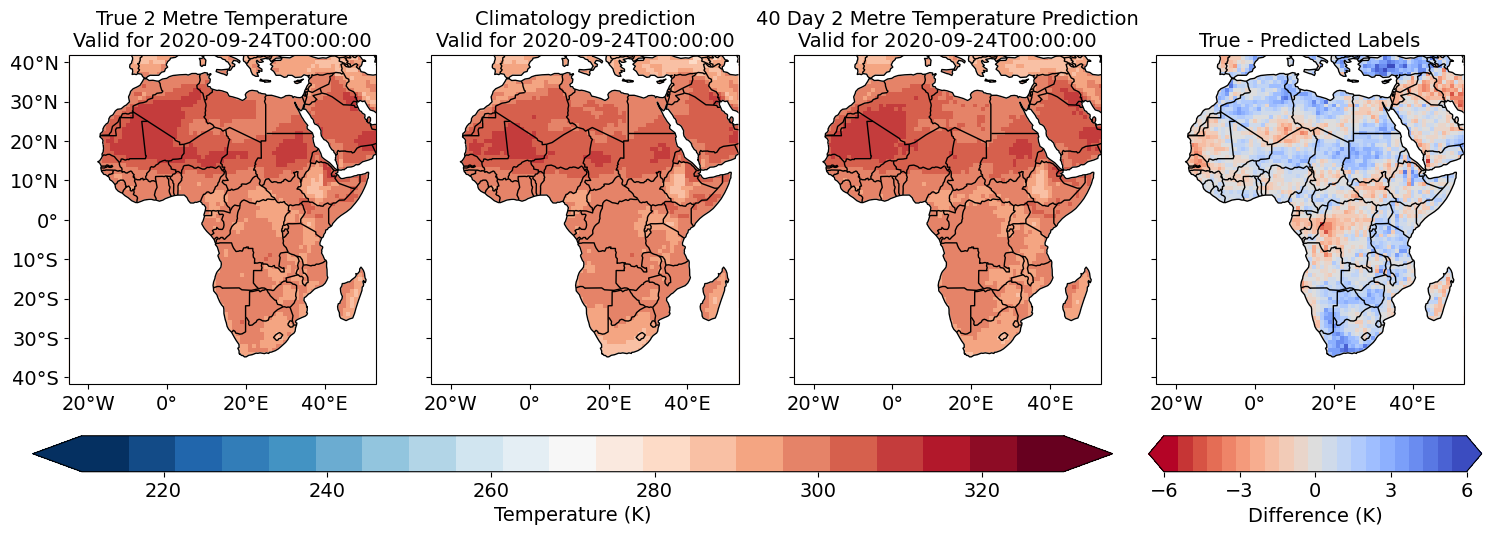 True 2 Metre Temperature
Valid for 2020-09-24T00:00:00
Climatology prediction
Valid for 2020-09-24T00:00:00
40 Day 2 Metre Temperature Prediction
Valid for 2020-09-24T00:00:00
True - Predicted Labels
40°N
30°N
20°N
10°N
0°
10°S
20°S
30°S
40°S
20°W 0° 20°E 40°E
20°W 0° 20°E 40°E
20°W 0° 20°E 40°E
20°W 0° 20°E 40°E
220 240 260 280 300 320
Temperature (K)
−6 −3 0 3 6
Difference (K)